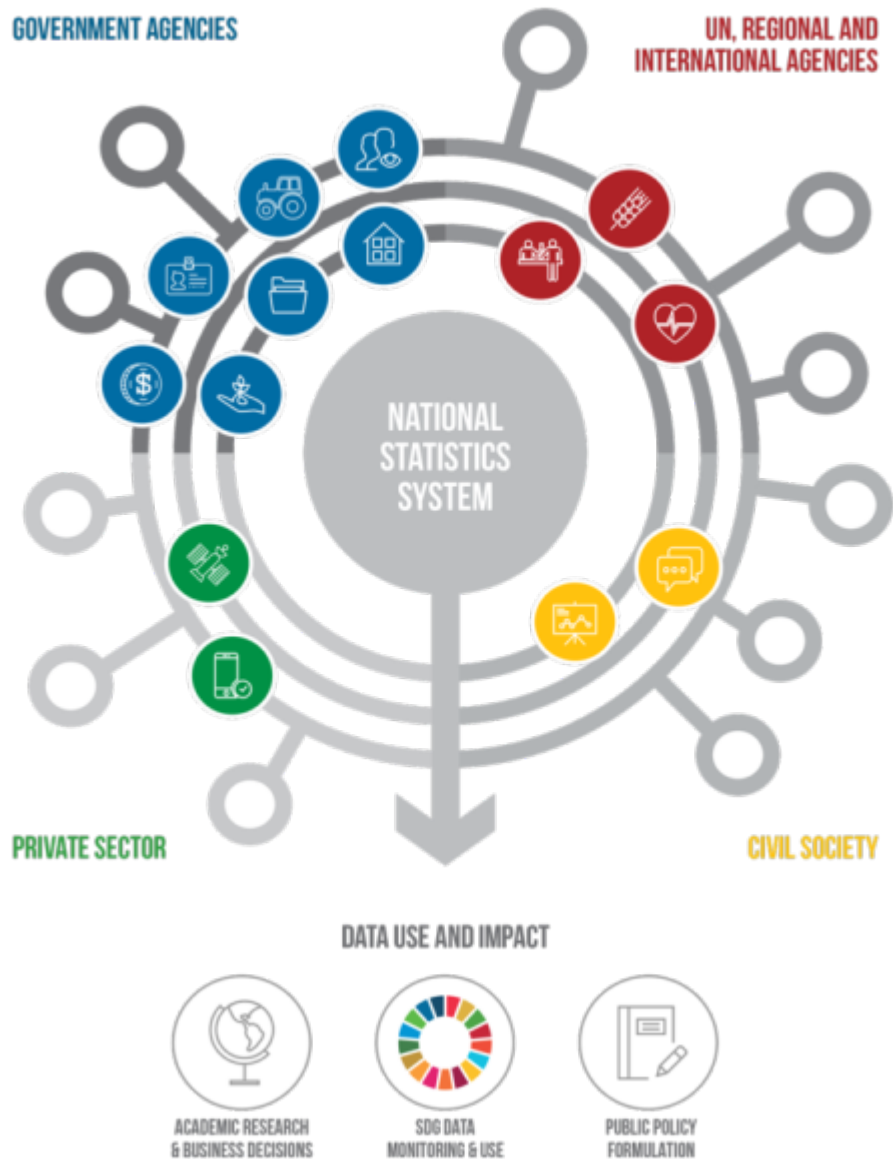 GOVERNMENT AGENCIES
UN, REGIONAL AND
INTERNATIONAL AGENCIES
$
NATIONAL
STATISTICS
SYSTEM
PRIVATE SECTOR
CIVIL SOCIETY
DATA USE AND IMPACT
ACADEMIC RESEARCH
& BUSINESS DECISIONS
SDG DATA
MONITORING & USE
PUBLIC POLICY
FORMULATION